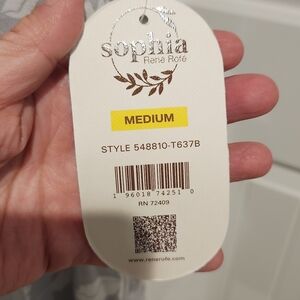 sophia
René Rofé
MEDIUM
STYLE 548810-T637B
1 96018 74251 0
RN 72409
www.renerofe.com